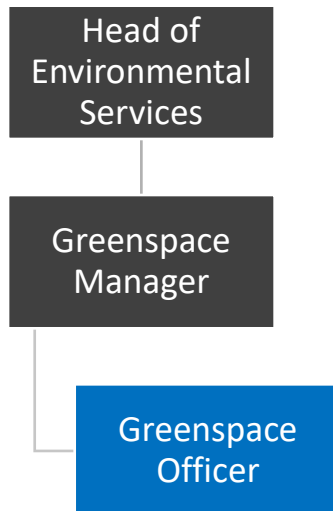 Head of
Environmental
Services
Greenspace
Manager
Greenspace
Officer